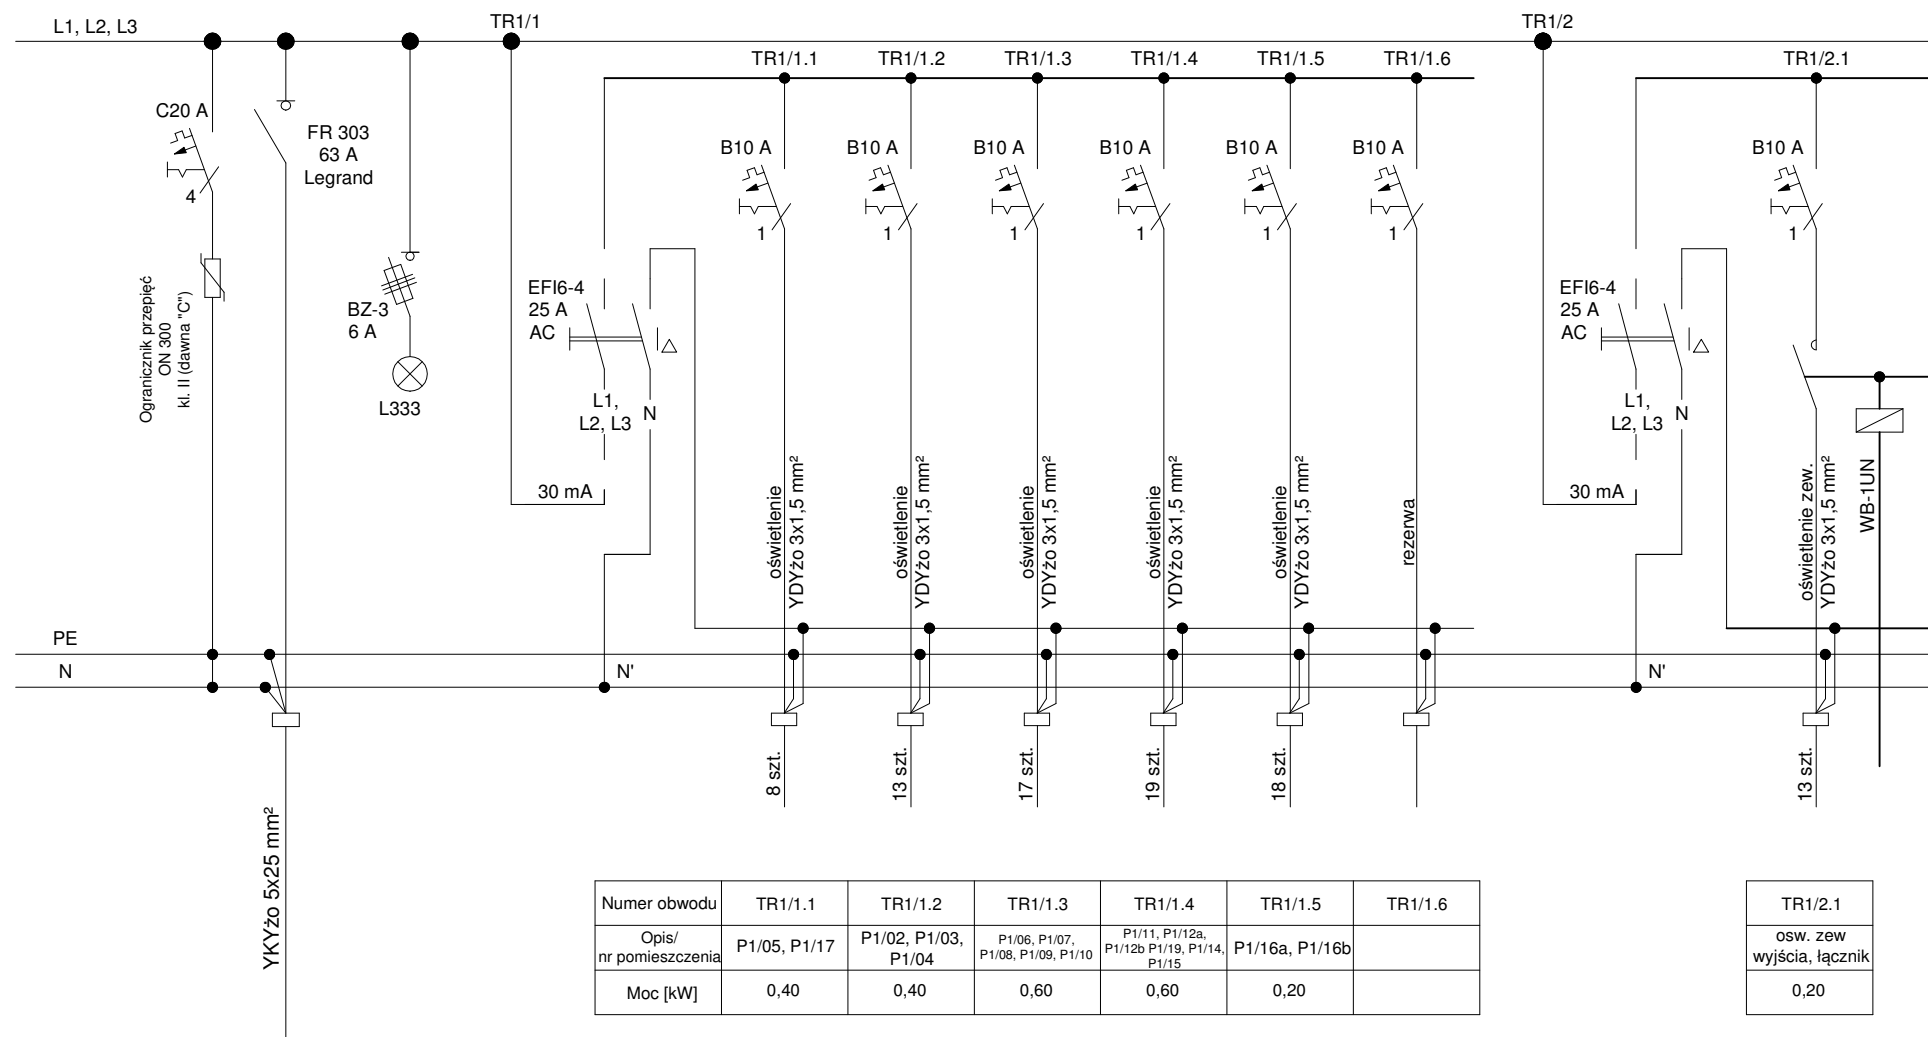 L1, L2, L3
TR1/1
TR1/2
TR1/1.1
TR1/1.2
TR1/1.3
TR1/1.4
TR1/1.5
TR1/1.6
TR1/2.1
C20 A
4
FR 303
63 A
Legrand
B10 A
1
B10 A
1
B10 A
1
B10 A
1
B10 A
1
B10 A
1
B10 A
1
Ogranicznik przepięć
ON 300
kl. II (dawna "C")
BZ-3
6 A
L333
EFI6-4
25 A
AC
L1,
L2, L3
N
30 mA
EFI6-4
25 A
AC
L1,
L2, L3
N
30 mA
oświetlenie
YDYżo 3x1,5 mm²
oświetlenie
YDYżo 3x1,5 mm²
oświetlenie
YDYżo 3x1,5 mm²
oświetlenie
YDYżo 3x1,5 mm²
oświetlenie
YDYżo 3x1,5 mm²
rezerwa
oświetlenie zew.
YDYżo 3x1,5 mm²
WB-1UN
PE
N
N'
N'
8 szt.
13 szt.
17 szt.
19 szt.
18 szt.
13 szt.
YKYżo 5x25 mm²
Numer obwodu TR1/1.1 TR1/1.2 TR1/1.3 TR1/1.4 TR1/1.5 TR1/1.6
Opis/
nr pomieszczenia
P1/05, P1/17
P1/02, P1/03,
P1/04
P1/06, P1/07,
P1/08, P1/09, P1/10
P1/11, P1/12a,
P1/12b P1/19, P1/14,
P1/15
P1/16a, P1/16b
Moc [kW] 0,40 0,40 0,60 0,60 0,20
TR1/2.1
osw. zew
wyjścia, łącznik
0,20